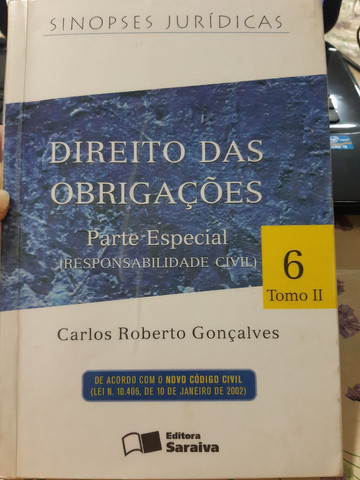 SINOPSES JURÍDICAS
DIREITO DAS
OBRIGAÇÕES
Parte Especial
(RESPONSABILIDADE CIVIL)
6
Tomo II
Carlos Roberto Gonçalves
DE ACORDO COM O NOVO CÓDIGO CIVIL
(LEI N. 10.406, DE 10 DE JANEIRO DE 2002)
Editora
Saraiva